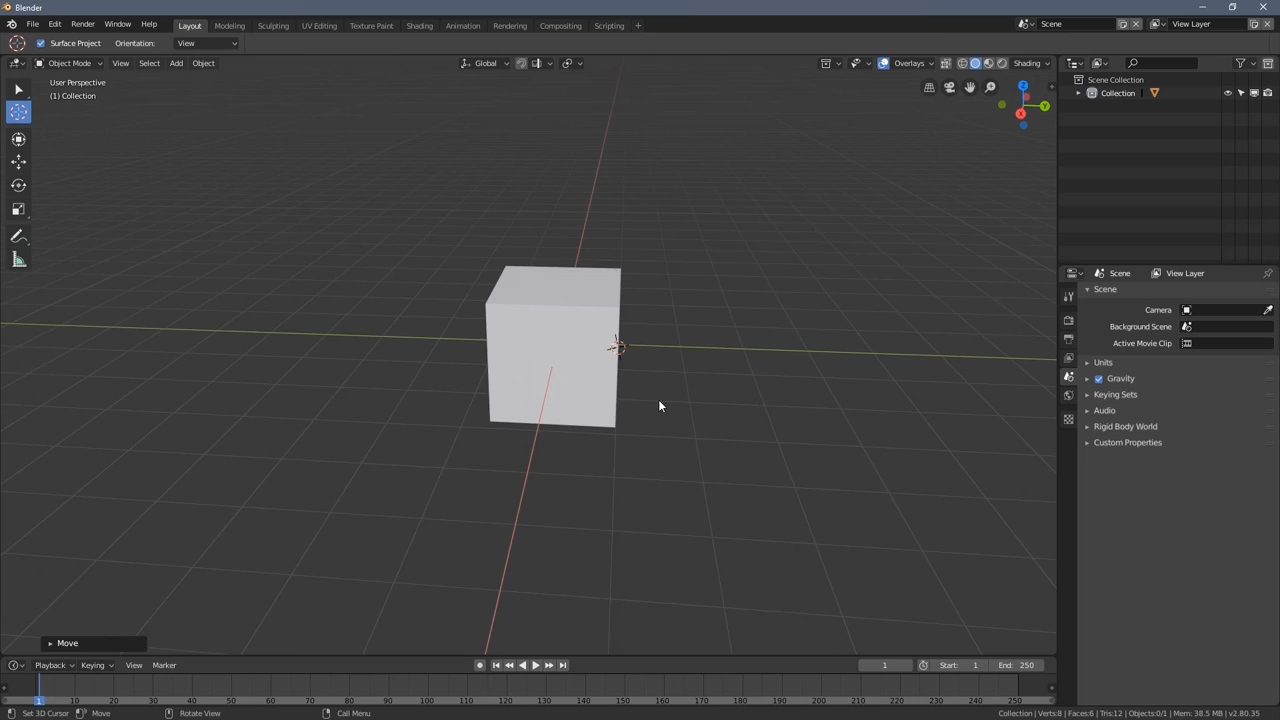 Blender
File Edit Render Window Help Layout Modeling Sculpting UV Editing Texture Paint Shading Animation Rendering Compositing Scripting + Scene View Layer
Surface Project Orientation: View
Object Mode View Select Add Object Global Overlays Shading
User Perspective
(1) Collection
Z
Y
X
Scene Collection
Collection
Scene View Layer
Scene
Camera
Background Scene
Active Movie Clip
Units
Gravity
Keying Sets
Audio
Rigid Body World
Custom Properties
Move
Playback Keying View Marker 1 Start: 1 End: 250
1 10 20 30 40 50 60 70 80 90 100 110 120 130 140 150 160 170 180 190 200 210 220 230 240 250
Set 3D Cursor Move Rotate View Call Menu Collection | Verts:8 | Faces:6 | Tris:12 | Objects:0/1 | Mem: 38.5 MB | v2.80.35